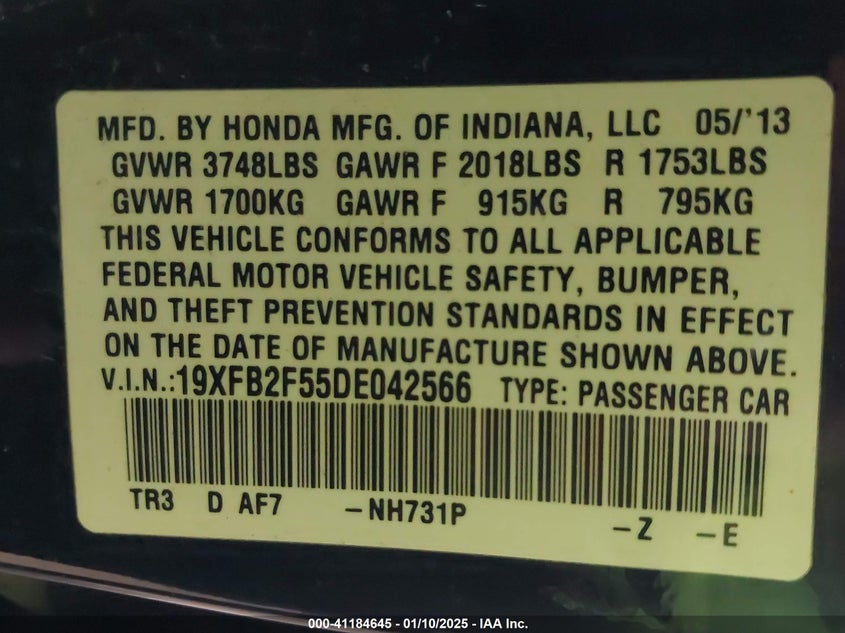 MFD. BY HONDA MFG. OF INDIANA, LLC 05/'13
GVWR 3748LBS GAWR F 2018LBS R 1753LBS
GVWR 1700KG GAWR F 915KG R 795KG
THIS VEHICLE CONFORMS TO ALL APPLICABLE
FEDERAL MOTOR VEHICLE SAFETY, BUMPER,
AND THEFT PREVENTION STANDARDS IN EFFECT
ON THE DATE OF MANUFACTURE SHOWN ABOVE.
V.I.N.:19XFB2F55DE042566 TYPE: PASSENGER CAR
TR3 D AF7 -NH731P -Z -E
000-41184645 - 01/10/2025 - IAA Inc.